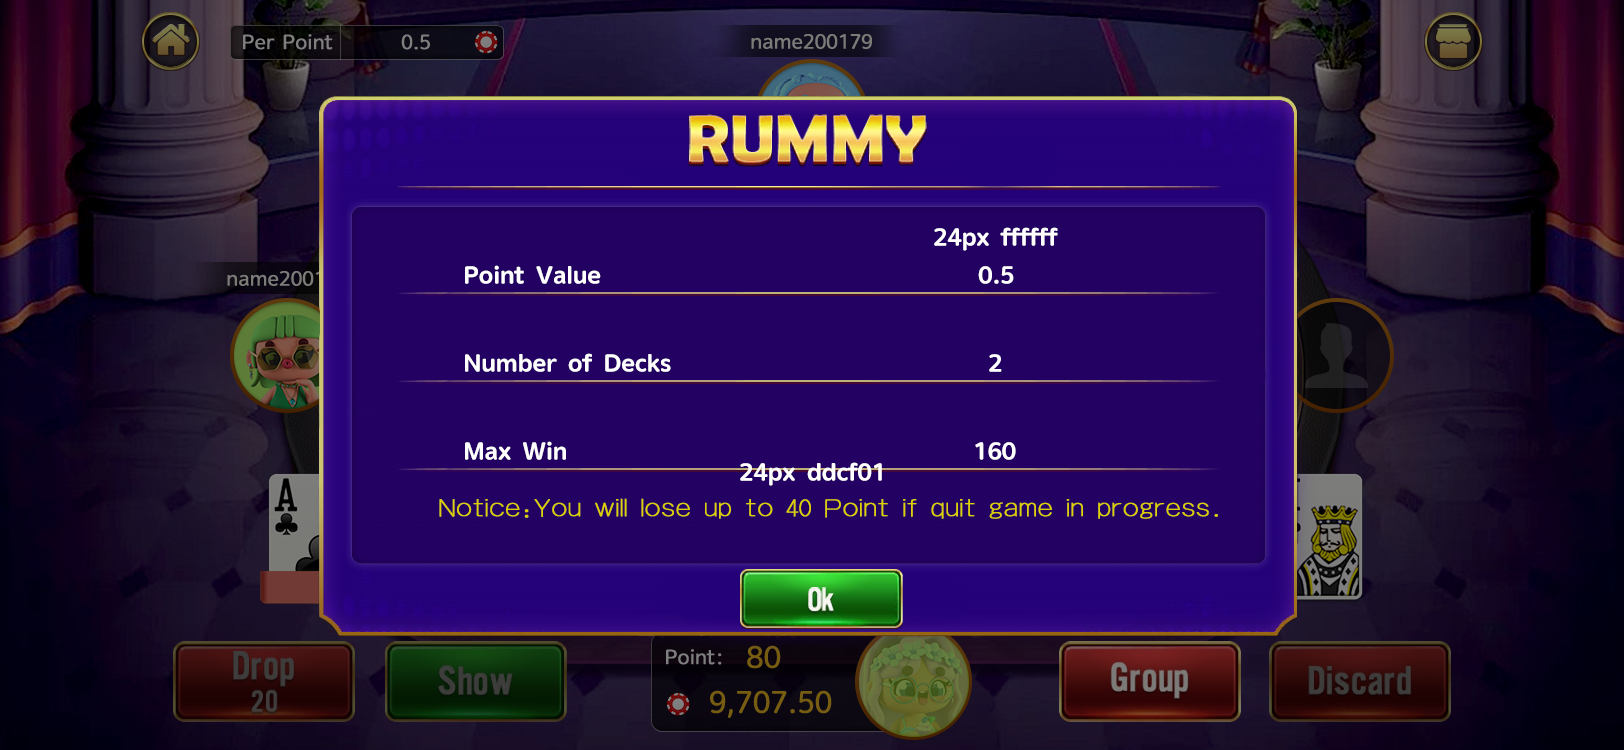 Per Point 0.5
name200179
RUMMY
24px ffffff
Point Value 0.5
name2001
Number of Decks 2
Max Win 160
24px ddcf01
A
Notice:You will lose up to 40 Point if quit game in progress.
Ok
Drop
20
Show
Point: 80
9,707.50
Group
Discard